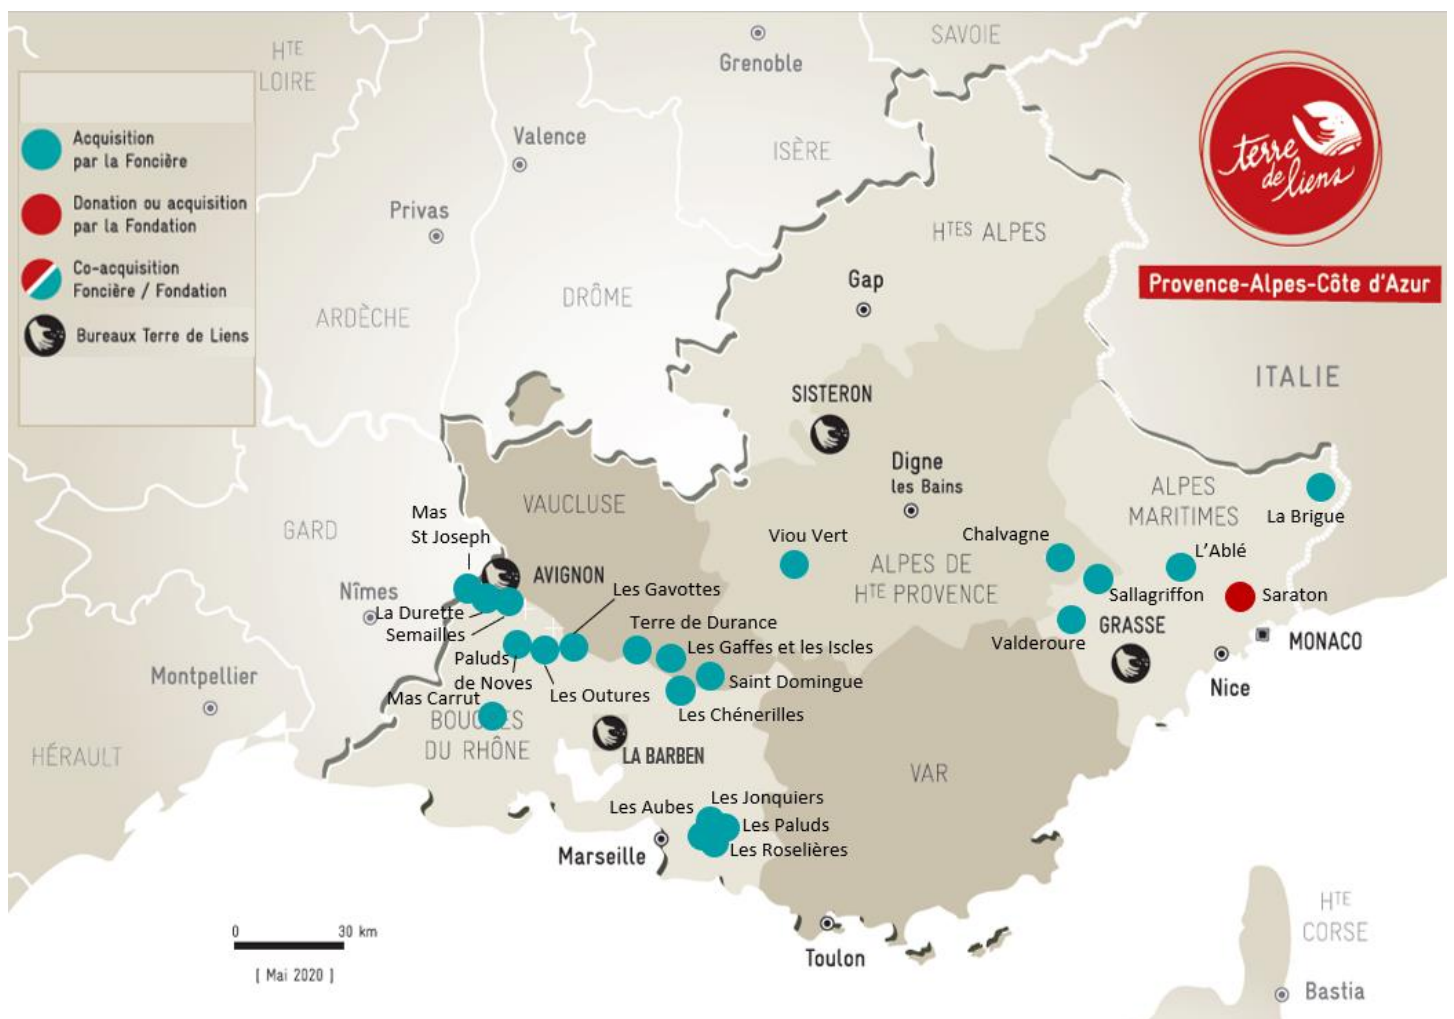 HTE
LOIRE
SAVOIE
Grenoble
Acquisition
par la Foncière
Donation ou acquisition
par la Fondation
Co-acquisition
Foncière / Fondation
Bureaux Terre de Liens
Valence
ISÈRE
terre
de liens
Provence-Alpes-Côte d'Azur
Privas
HTES ALPES
Gap
DRÔME
ARDÈCHE
ITALIE
SISTERON
Digne
les Bains
VAUCLUSE
ALPES
MARITIMES
La Brigue
Mas
St Joseph
GARD
Viou Vert
Chalvagne
L'Ablé
ALPES DE
HTE PROVENCE
AVIGNON
Les Gavottes
Nîmes
La Durette
Semailles
Sallagriffon
Saraton
Terre de Durance
Valderoure
GRASSE
MONACO
Les Gaffes et les Iscles
Paluds
de Noves
Saint Domingue
Montpellier
Nice
Mas Carrut
Les Outures
Les Chénerilles
BOUCHES
DU RHÔNE
HÉRAULT
LA BARBEN
VAR
Les Jonquiers
Les Aubes
Les Paluds
Les Roselières
Marseille
HTE
CORSE
0 30 km
[ Mai 2020 ]
Toulon
Bastia